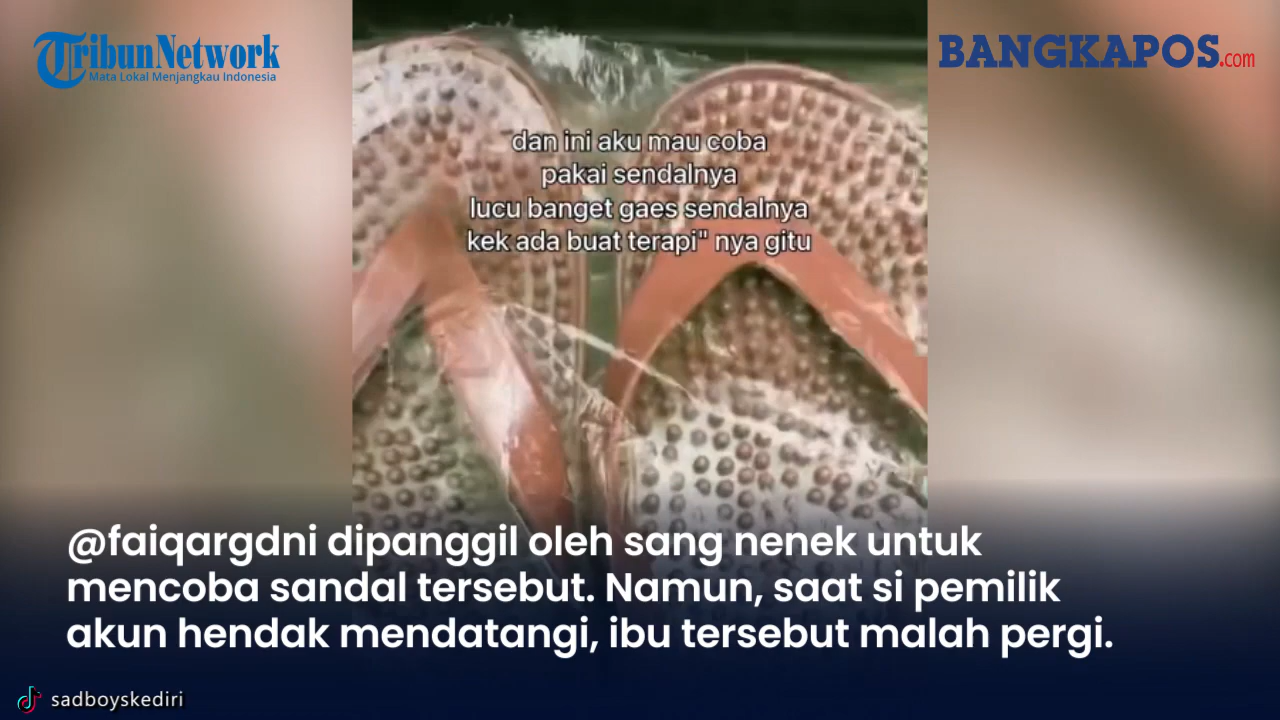 TribunNetwork
Mata Lokal Menjangkau Indonesia
BANGKAPOS.com
dan ini aku mau coba
pakai sendalnya
lucu banget gaes sendalnya
kek ada buat terapi" nya gitu
@faiqargdni dipanggil oleh sang nenek untuk
mencoba sandal tersebut. Namun, saat si pemilik
akun hendak mendatangi, ibu tersebut malah pergi.
sadboyskediri